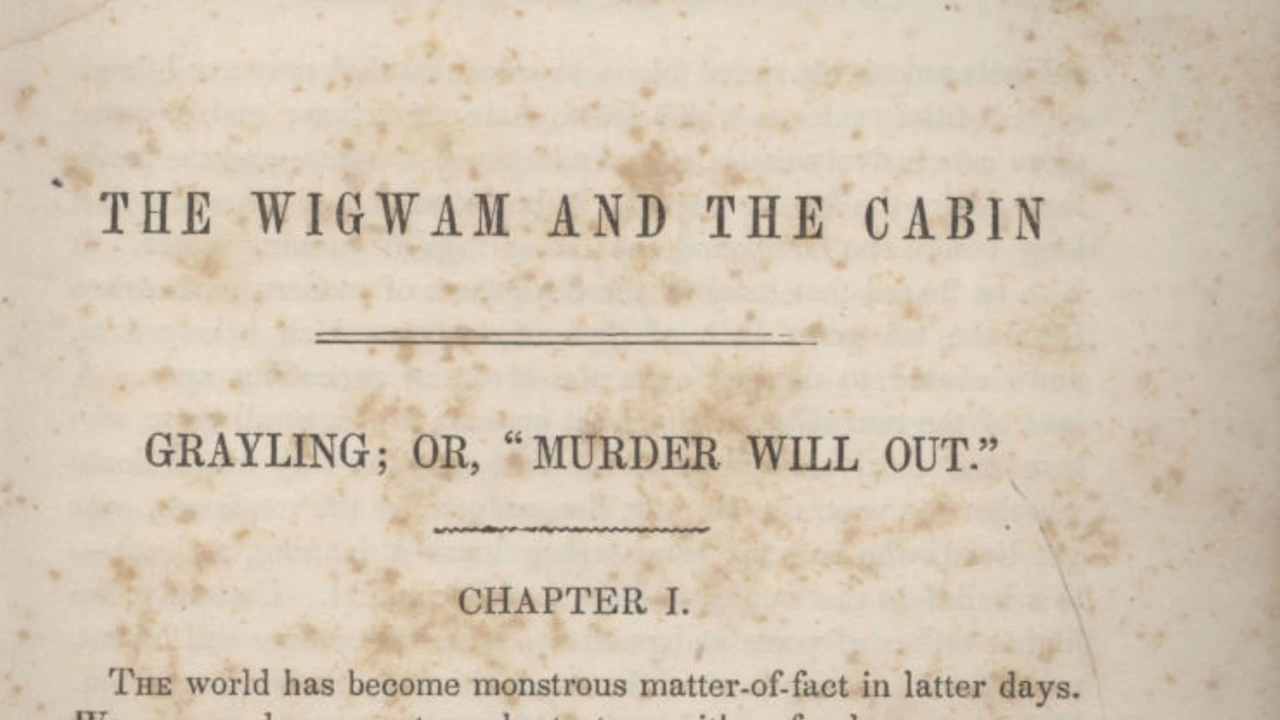 THE WIGWAM AND THE CABIN
GRAYLING; OR, “MURDER WILL OUT.”
CHAPTER I.
THE world has become monstrous matter-of-fact in latter days.